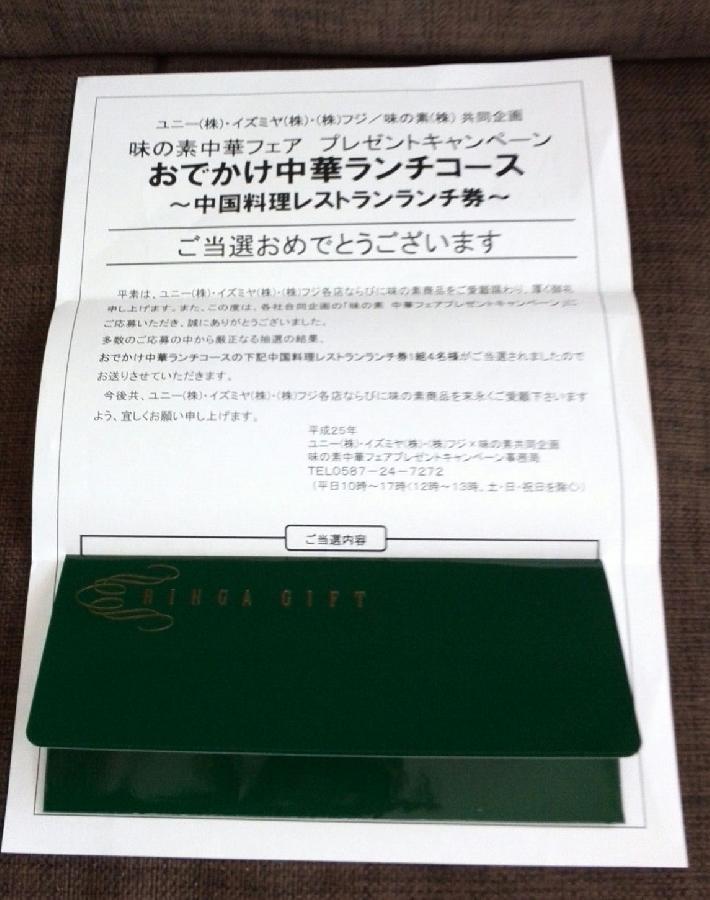 ユニー(株)・イズミヤ(株)・(株)フジ／味の素(株) 共同企画
味の素中華フェア プレゼントキャンペーン
おでかけ中華ランチコース
～中国料理レストランランチ券～
ご当選おめでとうございます
平素は、ユニー(株)・イズミヤ(株)・(株)フジ各店ならびに味の素商品をご愛顧賜わり、厚く御礼
申し上げます。また、この度は、各社合同企画の「味の素 中華フェアプレゼントキャンペーン」に
ご応募いただき、誠にありがとうございました。
多数のご応募の中から厳正なる抽選の結果、
おでかけ中華ランチコースの下記中国料理レストランランチ券1組4名様がご当選されましたので
お送りさせていただきます。
今後共、ユニー(株)・イズミヤ(株)・(株)フジ各店ならびに味の素商品を末永くご愛顧下さいます
よう、宜しくお願い申し上げます。
平成25年
ユニー(株)・イズミヤ(株)・(株)フジ×味の素共同企画
味の素中華フェアプレゼントキャンペーン事務局
TEL0587－24－7272
（平日10時～17時〈12時～13時、土・日・祝日を除く〉）
ご当選内容
RINGA GIFT